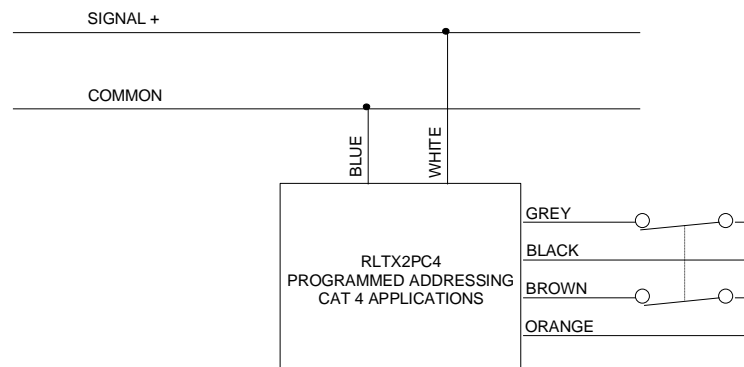 SIGNAL +
COMMON
BLUE
WHITE
GREY
BLACK
BROWN
ORANGE
RLTX2PC4
PROGRAMMED ADDRESSING
CAT 4 APPLICATIONS